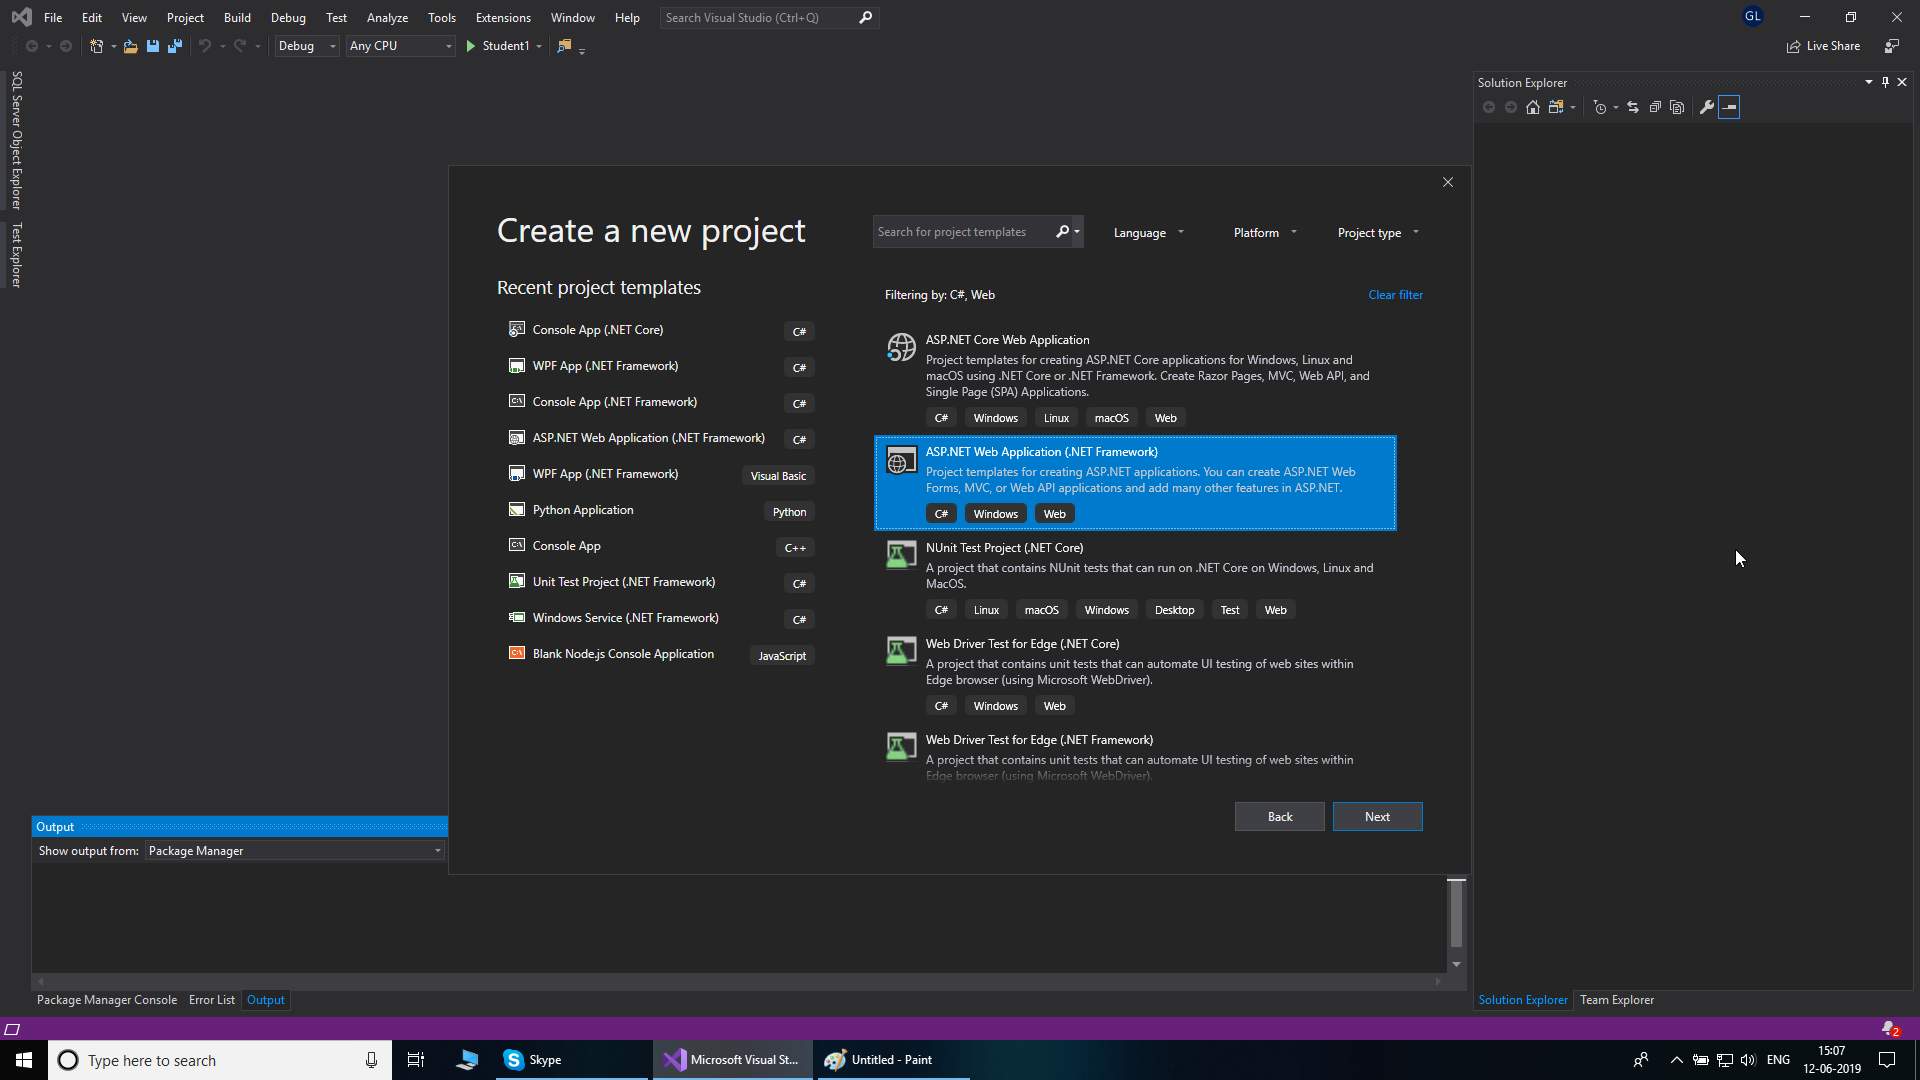 File Edit View Project Build Debug Test Analyze Tools Extensions Window Help Search Visual Studio (Ctrl+Q) GL
Debug Any CPU Student1 Live Share
SQL Server Object Explorer
Test Explorer
Solution Explorer
Create a new project
Search for project templates
Language Platform Project type
Recent project templates
Filtering by: C#, Web Clear filter
Console App (.NET Core) C#
WPF App (.NET Framework) C#
Console App (.NET Framework) C#
ASP.NET Web Application (.NET Framework) C#
WPF App (.NET Framework) Visual Basic
Python Application Python
Console App C++
Unit Test Project (.NET Framework) C#
Windows Service (.NET Framework) C#
Blank Node.js Console Application JavaScript
ASP.NET Core Web Application
Project templates for creating ASP.NET Core applications for Windows, Linux and
macOS using .NET Core or .NET Framework. Create Razor Pages, MVC, Web API, and
Single Page (SPA) Applications.
C# Windows Linux macOS Web
ASP.NET Web Application (.NET Framework)
Project templates for creating ASP.NET applications. You can create ASP.NET Web
Forms, MVC, or Web API applications and add many other features in ASP.NET.
C# Windows Web
NUnit Test Project (.NET Core)
A project that contains NUnit tests that can run on .NET Core on Windows, Linux and
MacOS.
C# Linux macOS Windows Desktop Test Web
Web Driver Test for Edge (.NET Core)
A project that contains unit tests that can automate UI testing of web sites within
Edge browser (using Microsoft WebDriver).
C# Windows Web
Web Driver Test for Edge (.NET Framework)
A project that contains unit tests that can automate UI testing of web sites within
Edge browser (using Microsoft WebDriver).
Back Next
Output
Show output from: Package Manager
Package Manager Console Error List Output
Solution Explorer Team Explorer
2
Type here to search Skype Microsoft Visual St... Untitled - Paint ENG
15:07
12-06-2019